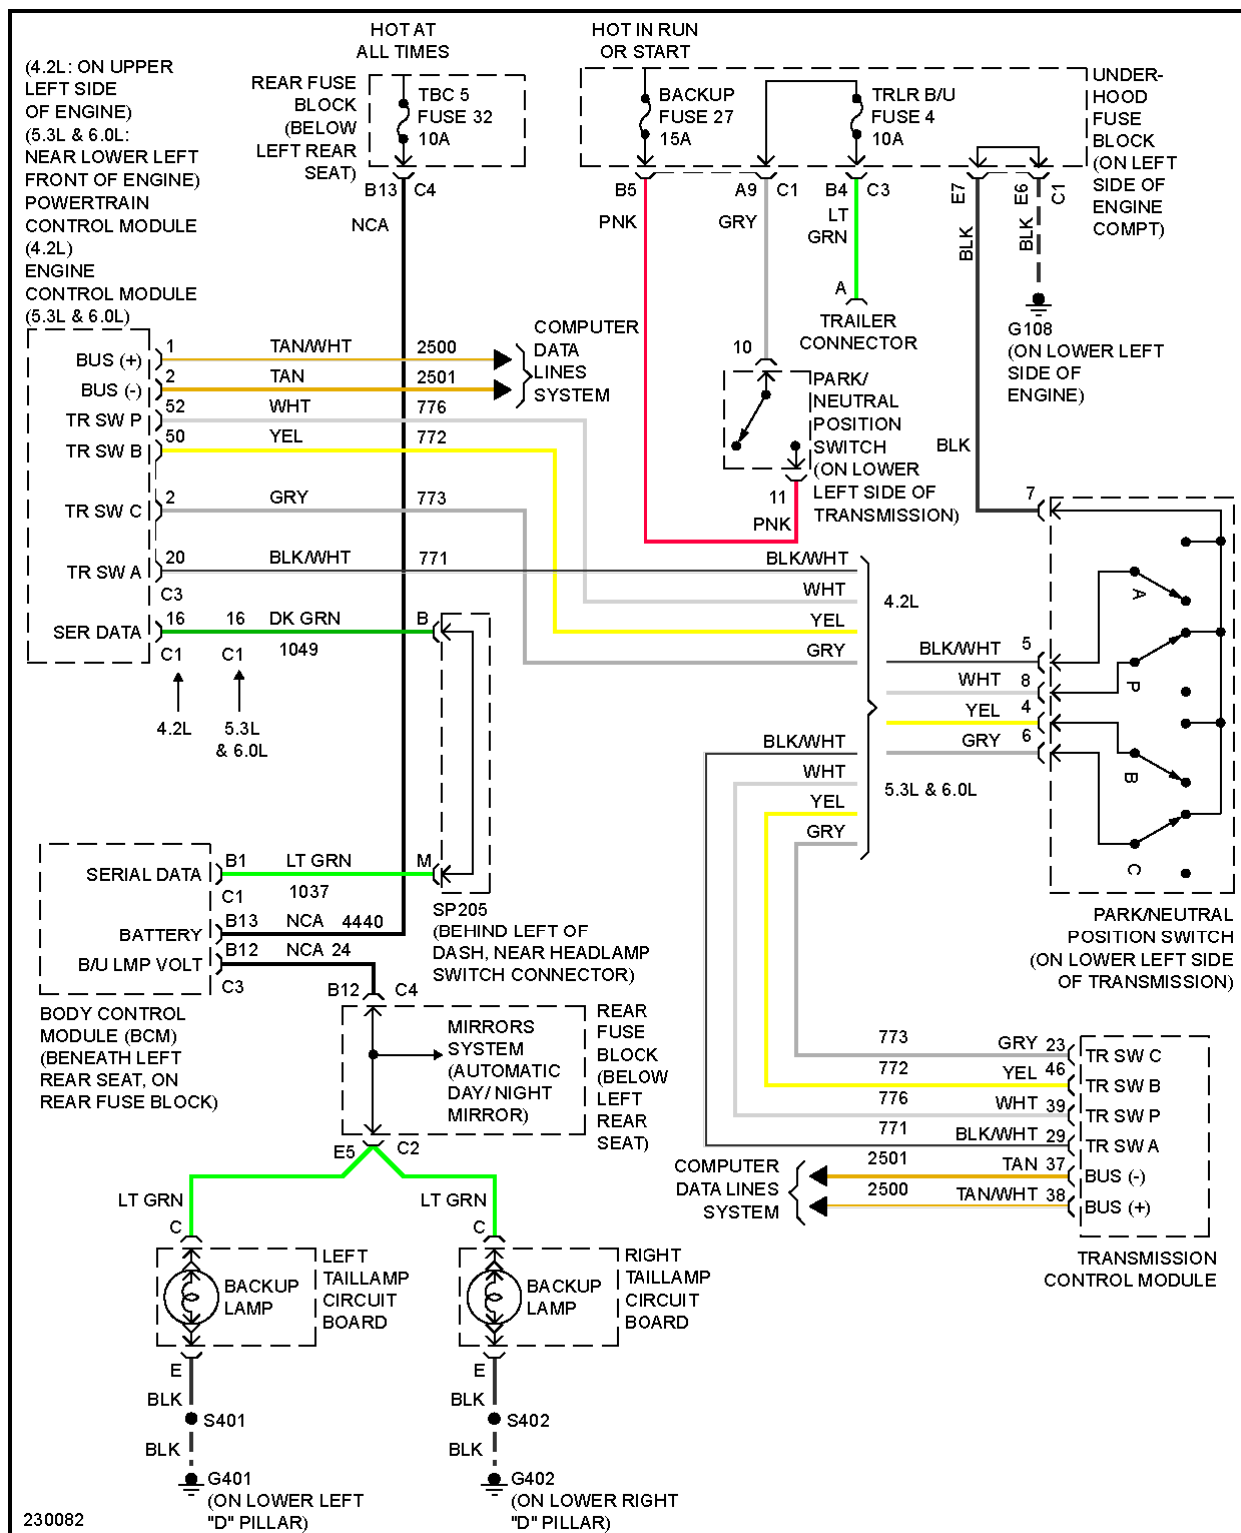 HOT AT
ALL TIMES
HOT IN RUN
OR START
(4.2L: ON UPPER
LEFT SIDE
OF ENGINE)
(5.3L & 6.0L:
NEAR LOWER LEFT
FRONT OF ENGINE)
POWERTRAIN
CONTROL MODULE
(4.2L)
ENGINE
CONTROL MODULE
(5.3L & 6.0L)
REAR FUSE
BLOCK
(BELOW
LEFT REAR
SEAT)
TBC 5
FUSE 32
10A
BACKUP
FUSE 27
15A
TRLR B/U
FUSE 4
10A
UNDER-
HOOD
FUSE
BLOCK
(ON LEFT
SIDE OF
ENGINE
COMPT)
B13 C4
NCA
B5
PNK
A9 C1
GRY
B4 C3
LT
GRN
E7
BLK
E6
C1
BLK
A
TRAILER
CONNECTOR
G108
(ON LOWER LEFT
SIDE OF
ENGINE)
BUS (+) 1 TAN/WHT 2500
BUS (-) 2 TAN 2501
TR SW P 52 WHT 776
TR SW B 50 YEL 772
TR SW C 2 GRY 773
TR SW A 20 BLK/WHT 771
C3
SER DATA 16 16 DK GRN B
C1 C1 1049
4.2L 5.3L
& 6.0L
COMPUTER
DATA
LINES
SYSTEM
10
PARK/
NEUTRAL
POSITION
SWITCH
(ON LOWER
LEFT SIDE OF
TRANSMISSION)
11
PNK
BLK
7
BLK/WHT
WHT
YEL
GRY
4.2L
BLK/WHT 5
WHT 8
YEL 4
GRY 6
A
P
B
C
BLK/WHT
WHT
YEL
GRY
5.3L & 6.0L
PARK/NEUTRAL
POSITION SWITCH
(ON LOWER LEFT SIDE
OF TRANSMISSION)
SERIAL DATA B1 LT GRN M
C1 1037
BATTERY B13 NCA 4440
B/U LMP VOLT B12 NCA 24
C3
BODY CONTROL
MODULE (BCM)
(BENEATH LEFT
REAR SEAT, ON
REAR FUSE BLOCK)
SP205
(BEHIND LEFT OF
DASH, NEAR HEADLAMP
SWITCH CONNECTOR)
B12 C4
MIRRORS
SYSTEM
(AUTOMATIC
DAY/ NIGHT
MIRROR)
REAR
FUSE
BLOCK
(BELOW
LEFT
REAR
SEAT)
E5 C2
773 GRY 23 TR SW C
772 YEL 46 TR SW B
776 WHT 39 TR SW P
771 BLK/WHT 29 TR SW A
2501 TAN 37 BUS (-)
2500 TAN/WHT 38 BUS (+)
COMPUTER
DATA LINES
SYSTEM
TRANSMISSION
CONTROL MODULE
LT GRN
C
LT GRN
C
BACKUP
LAMP
LEFT
TAILLAMP
CIRCUIT
BOARD
BACKUP
LAMP
RIGHT
TAILLAMP
CIRCUIT
BOARD
E
BLK
S401
BLK
G401
(ON LOWER LEFT
"D" PILLAR)
E
BLK
S402
BLK
G402
(ON LOWER RIGHT
"D" PILLAR)
230082